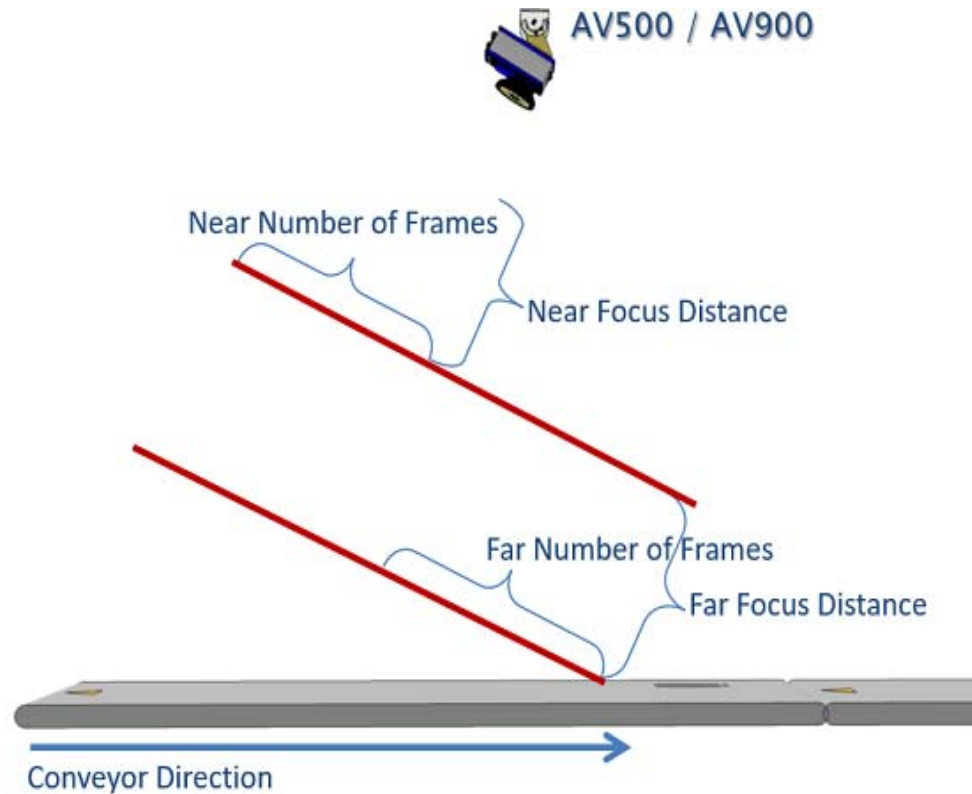 AV500 / AV900
Near Number of Frames
Near Focus Distance
Far Number of Frames
Far Focus Distance
Conveyor Direction